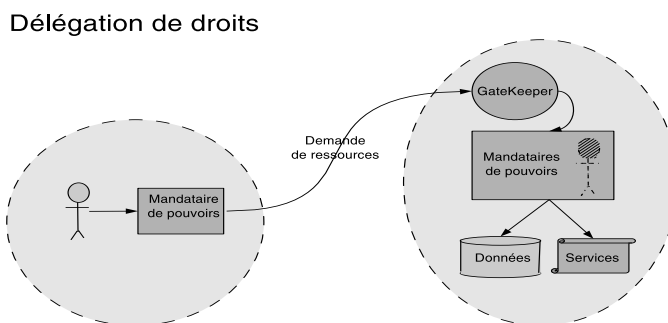 Délégation de droits
GateKeeper
Demande
de ressources
Mandataires
de pouvoirs
Mandataire
de pouvoirs
Données
Services